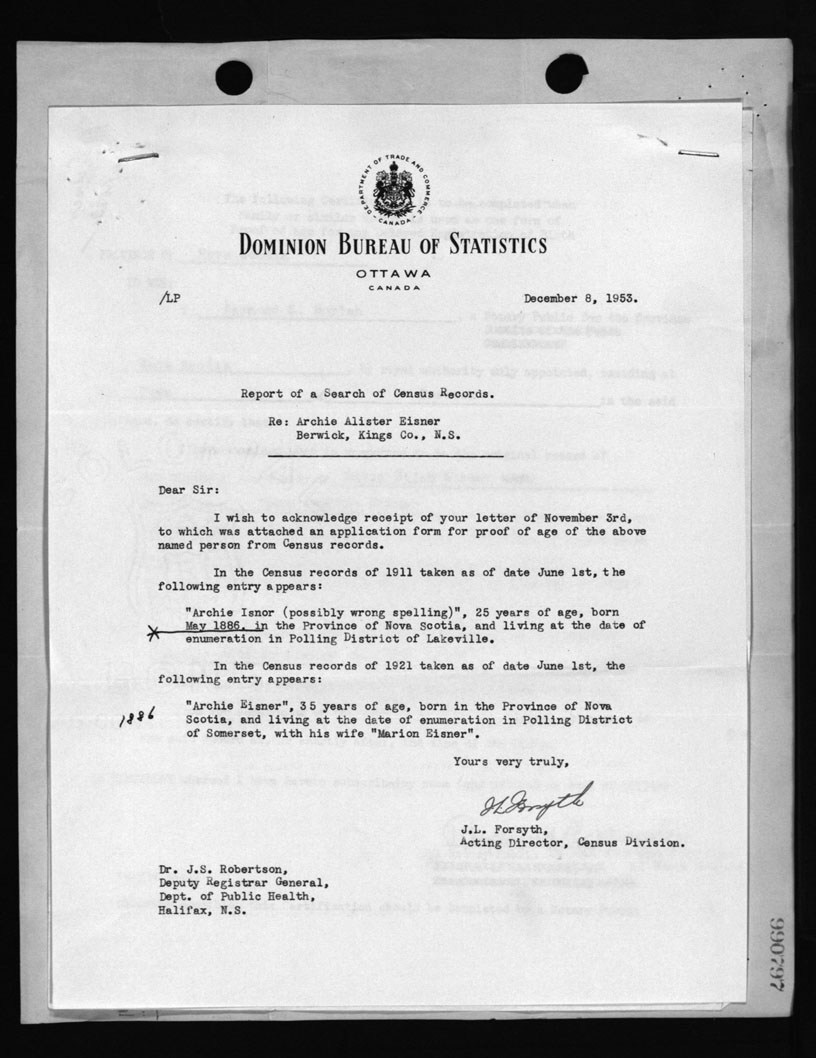 DEPARTMENT OF TRADE AND COMMERCE
CANADA
DOMINION BUREAU OF STATISTICS
OTTAWA
CANADA
/LP
December 8, 1953.
Report of a Search of Census Records.
Re: Archie Alister Eisner
Berwick, Kings Co., N.S.
Dear Sir:
I wish to acknowledge receipt of your letter of November 3rd,
to which was attached an application form for proof of age of the above
named person from Census records.
In the Census records of 1911 taken as of date June 1st, the
following entry appears:
"Archie Isnor (possibly wrong spelling)", 25 years of age, born
May 1886, in the Province of Nova Scotia, and living at the date of
enumeration in Polling District of Lakeville.
In the Census records of 1921 taken as of date June 1st, the
following entry appears:
"Archie Eisner", 35 years of age, born in the Province of Nova
1886 Scotia, and living at the date of enumeration in Polling District
of Somerset, with his wife "Marion Eisner".
Yours very truly,
JLForsyth
J.L. Forsyth,
Acting Director, Census Division.
Dr. J.S. Robertson,
Deputy Registrar General,
Dept. of Public Health,
Halifax, N.S.
990797